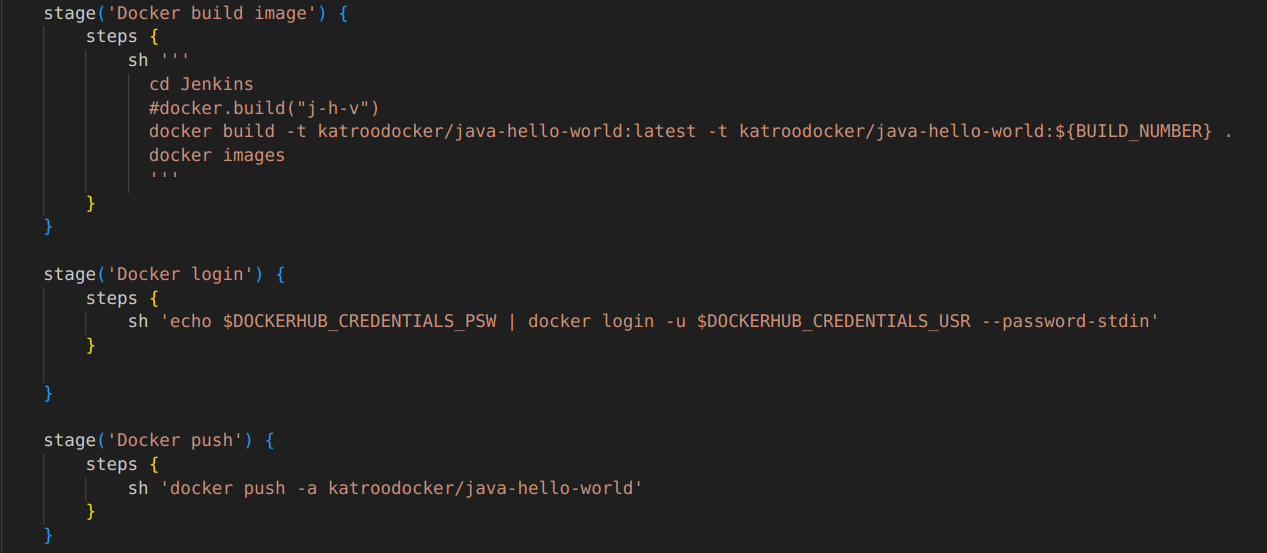 stage('Docker build image') {
    steps {
        sh '''
          cd Jenkins
          #docker.build("j-h-v")
          docker build -t katroodocker/java-hello-world:latest -t katroodocker/java-hello-world:${BUILD_NUMBER} .
          docker images
          '''
    }
}

stage('Docker login') {
    steps {
        sh 'echo $DOCKERHUB_CREDENTIALS_PSW | docker login -u $DOCKERHUB_CREDENTIALS_USR --password-stdin'
    }

}

stage('Docker push') {
    steps {
        sh 'docker push -a katroodocker/java-hello-world'
    }
}